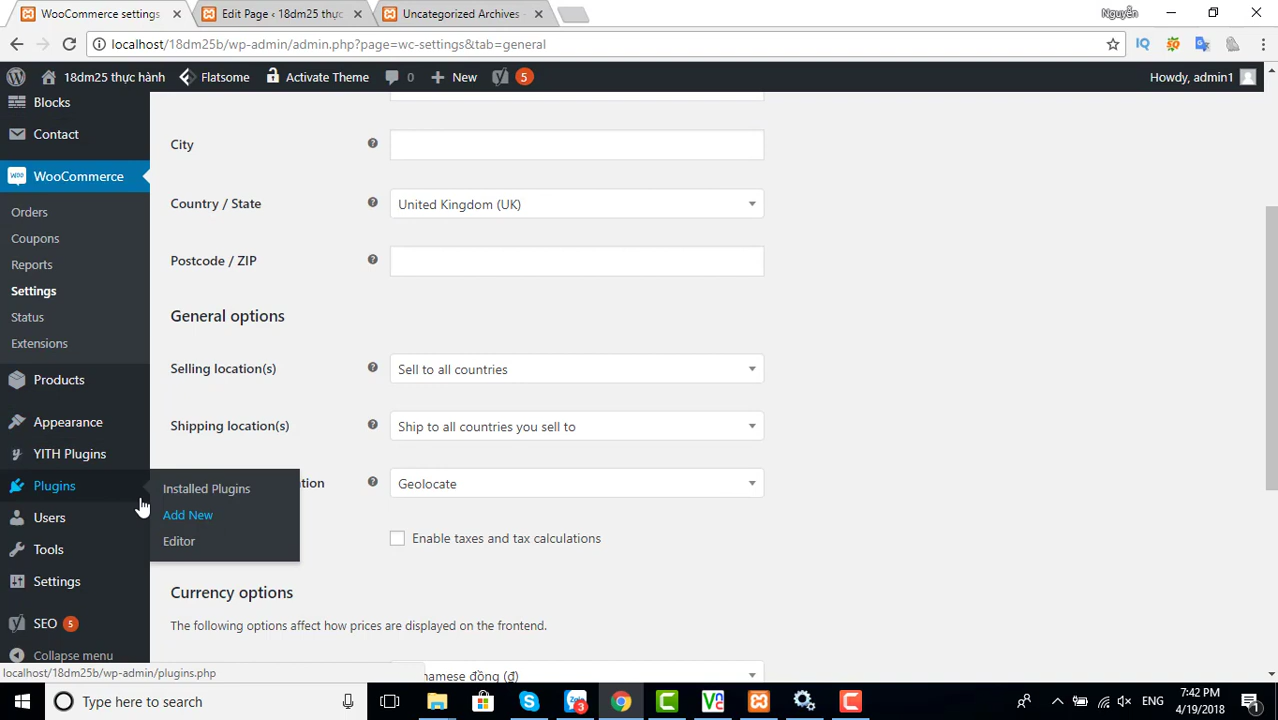 WooCommerce settings
Edit Page ‹ 18dm25 thực hành
Uncategorized Archives -
Nguyễn
localhost/18dm25b/wp-admin/admin.php?page=wc-settings&tab=general
18dm25 thực hành
Flatsome
Activate Theme
0
New
5
Howdy, admin1
Blocks
Contact
WooCommerce
Orders
Coupons
Reports
Settings
Status
Extensions
Products
Appearance
YITH Plugins
Plugins
Installed Plugins
Add New
Editor
Users
Tools
Settings
SEO 5
Collapse menu
City
Country / State
United Kingdom (UK)
Postcode / ZIP
General options
Selling location(s)
Sell to all countries
Shipping location(s)
Ship to all countries you sell to
Geolocate
Enable taxes and tax calculations
Currency options
The following options affect how prices are displayed on the frontend.
namese đồng (₫)
localhost/18dm25b/wp-admin/plugins.php
Type here to search
ENG
7:42 PM
4/19/2018